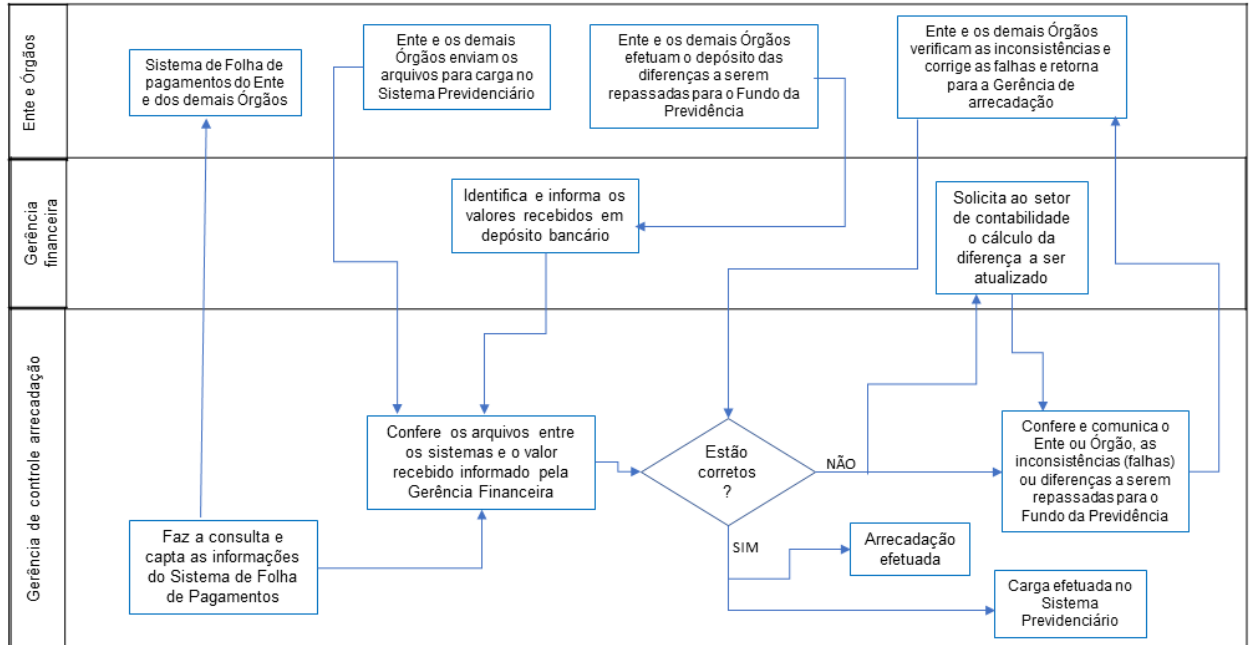 Ente e Órgãos
Sistema de Folha de
pagamentos do Ente
e dos demais Órgãos
Ente e os demais
Órgãos enviam os
arquivos para carga no
Sistema Previdenciário
Ente e os demais Órgãos
efetuam o depósito das
diferenças a serem
repassadas para o Fundo da
Previdência
Ente e os demais Órgãos
verificam as inconsistências e
corrige as falhas e retorna
para a Gerência de
arrecadação
Gerência
financeira
Identifica e informa os
valores recebidos em
depósito bancário
Solicita ao setor
de contabilidade
o cálculo da
diferença a ser
atualizado
Gerência de controle arrecadação
Faz a consulta e
capta as informações
do Sistema de Folha
de Pagamentos
Confere os arquivos entre
os sistemas e o valor
recebido informado pela
Gerência Financeira
Estão
corretos
?
NÃO
SIM
Confere e comunica o
Ente ou Órgão, as
inconsistências (falhas)
ou diferenças a serem
repassadas para o
Fundo da Previdência
Arrecadação
efetuada
Carga efetuada no
Sistema
Previdenciário